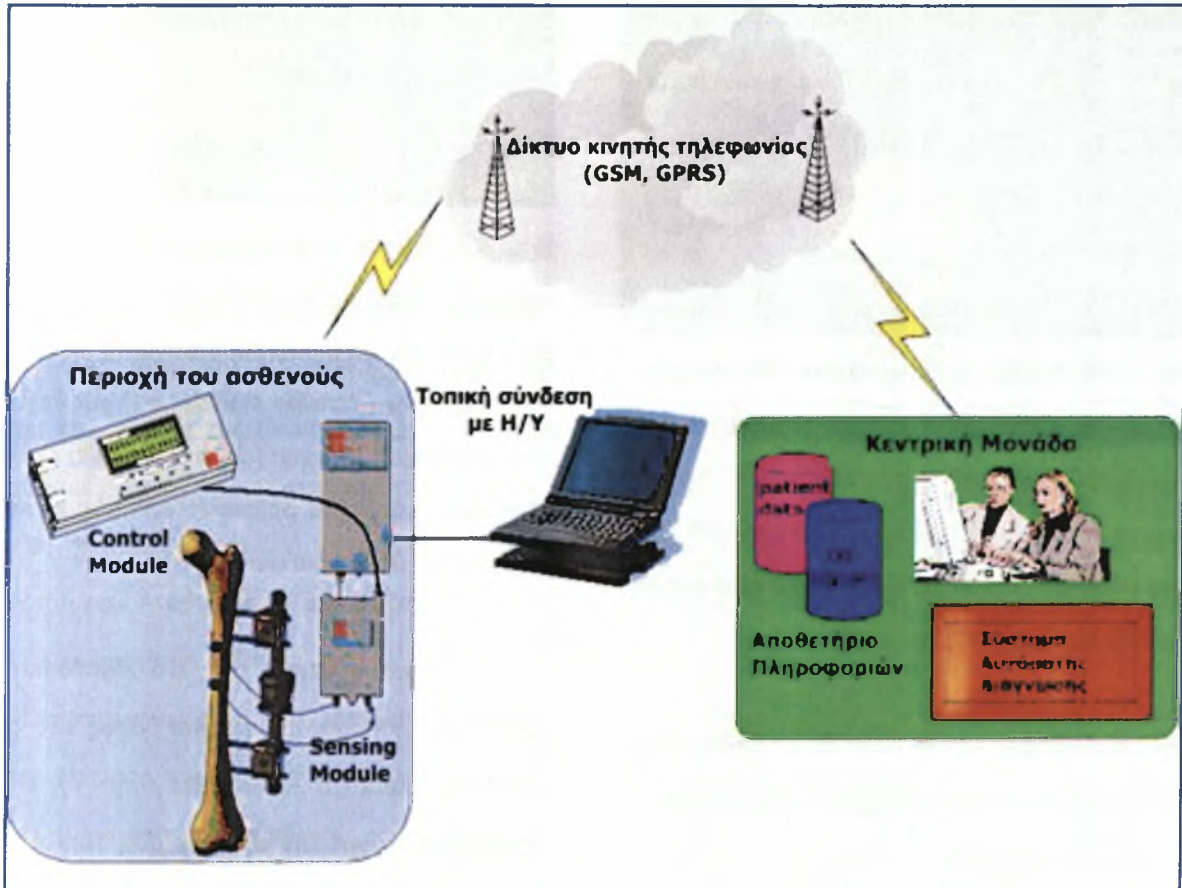 Δίκτυο κινητής τηλεφωνίας
(GSM, GPRS)
Περιοχή του ασθενούς
Control
Module
Sensing
Module
Τοπική σύνδεση
με Η/Υ
Κεντρική Μονάδα
patient
data
Αποθετήριο
Πληροφοριών
Σύστημα